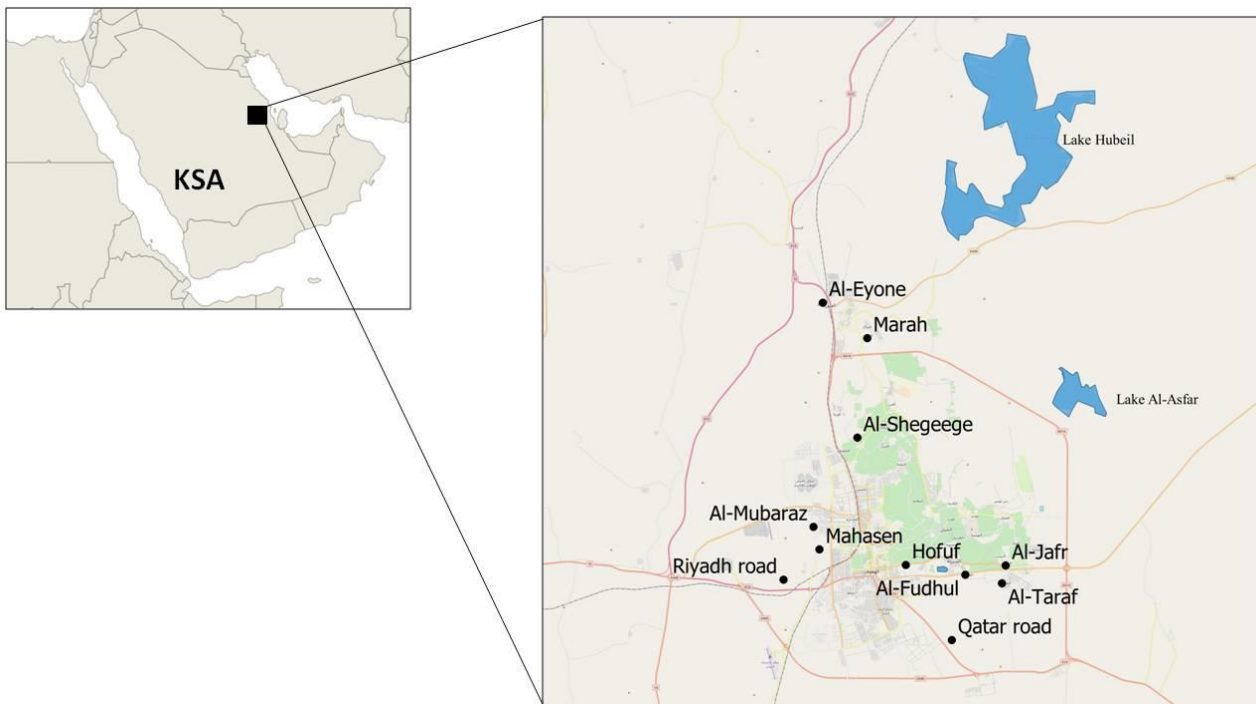 KSA
Lake Hubeil
Al-Eyone
Marah
Lake Al-Asfar
Al-Shegeege
Al-Mubaraz
Mahasen
Hofuf
Al-Jafr
Riyadh road
Al-Fudhul
Al-Taraf
Qatar road